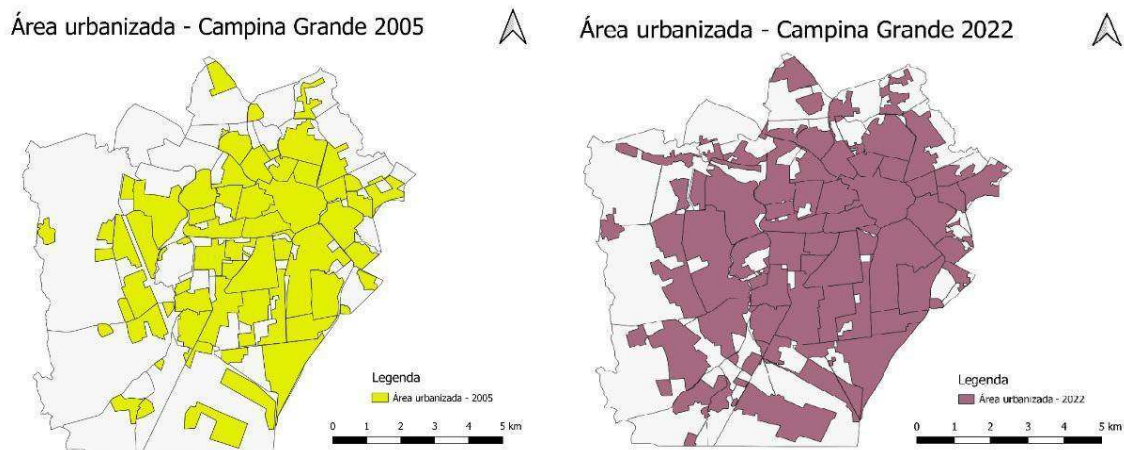 Área urbanizada - Campina Grande 2005
Legenda
Área urbanizada - 2005
0 1 2 3 4 5 km
Área urbanizada - Campina Grande 2022
Legenda
Área urbanizada - 2022
0 1 2 3 4 5 km